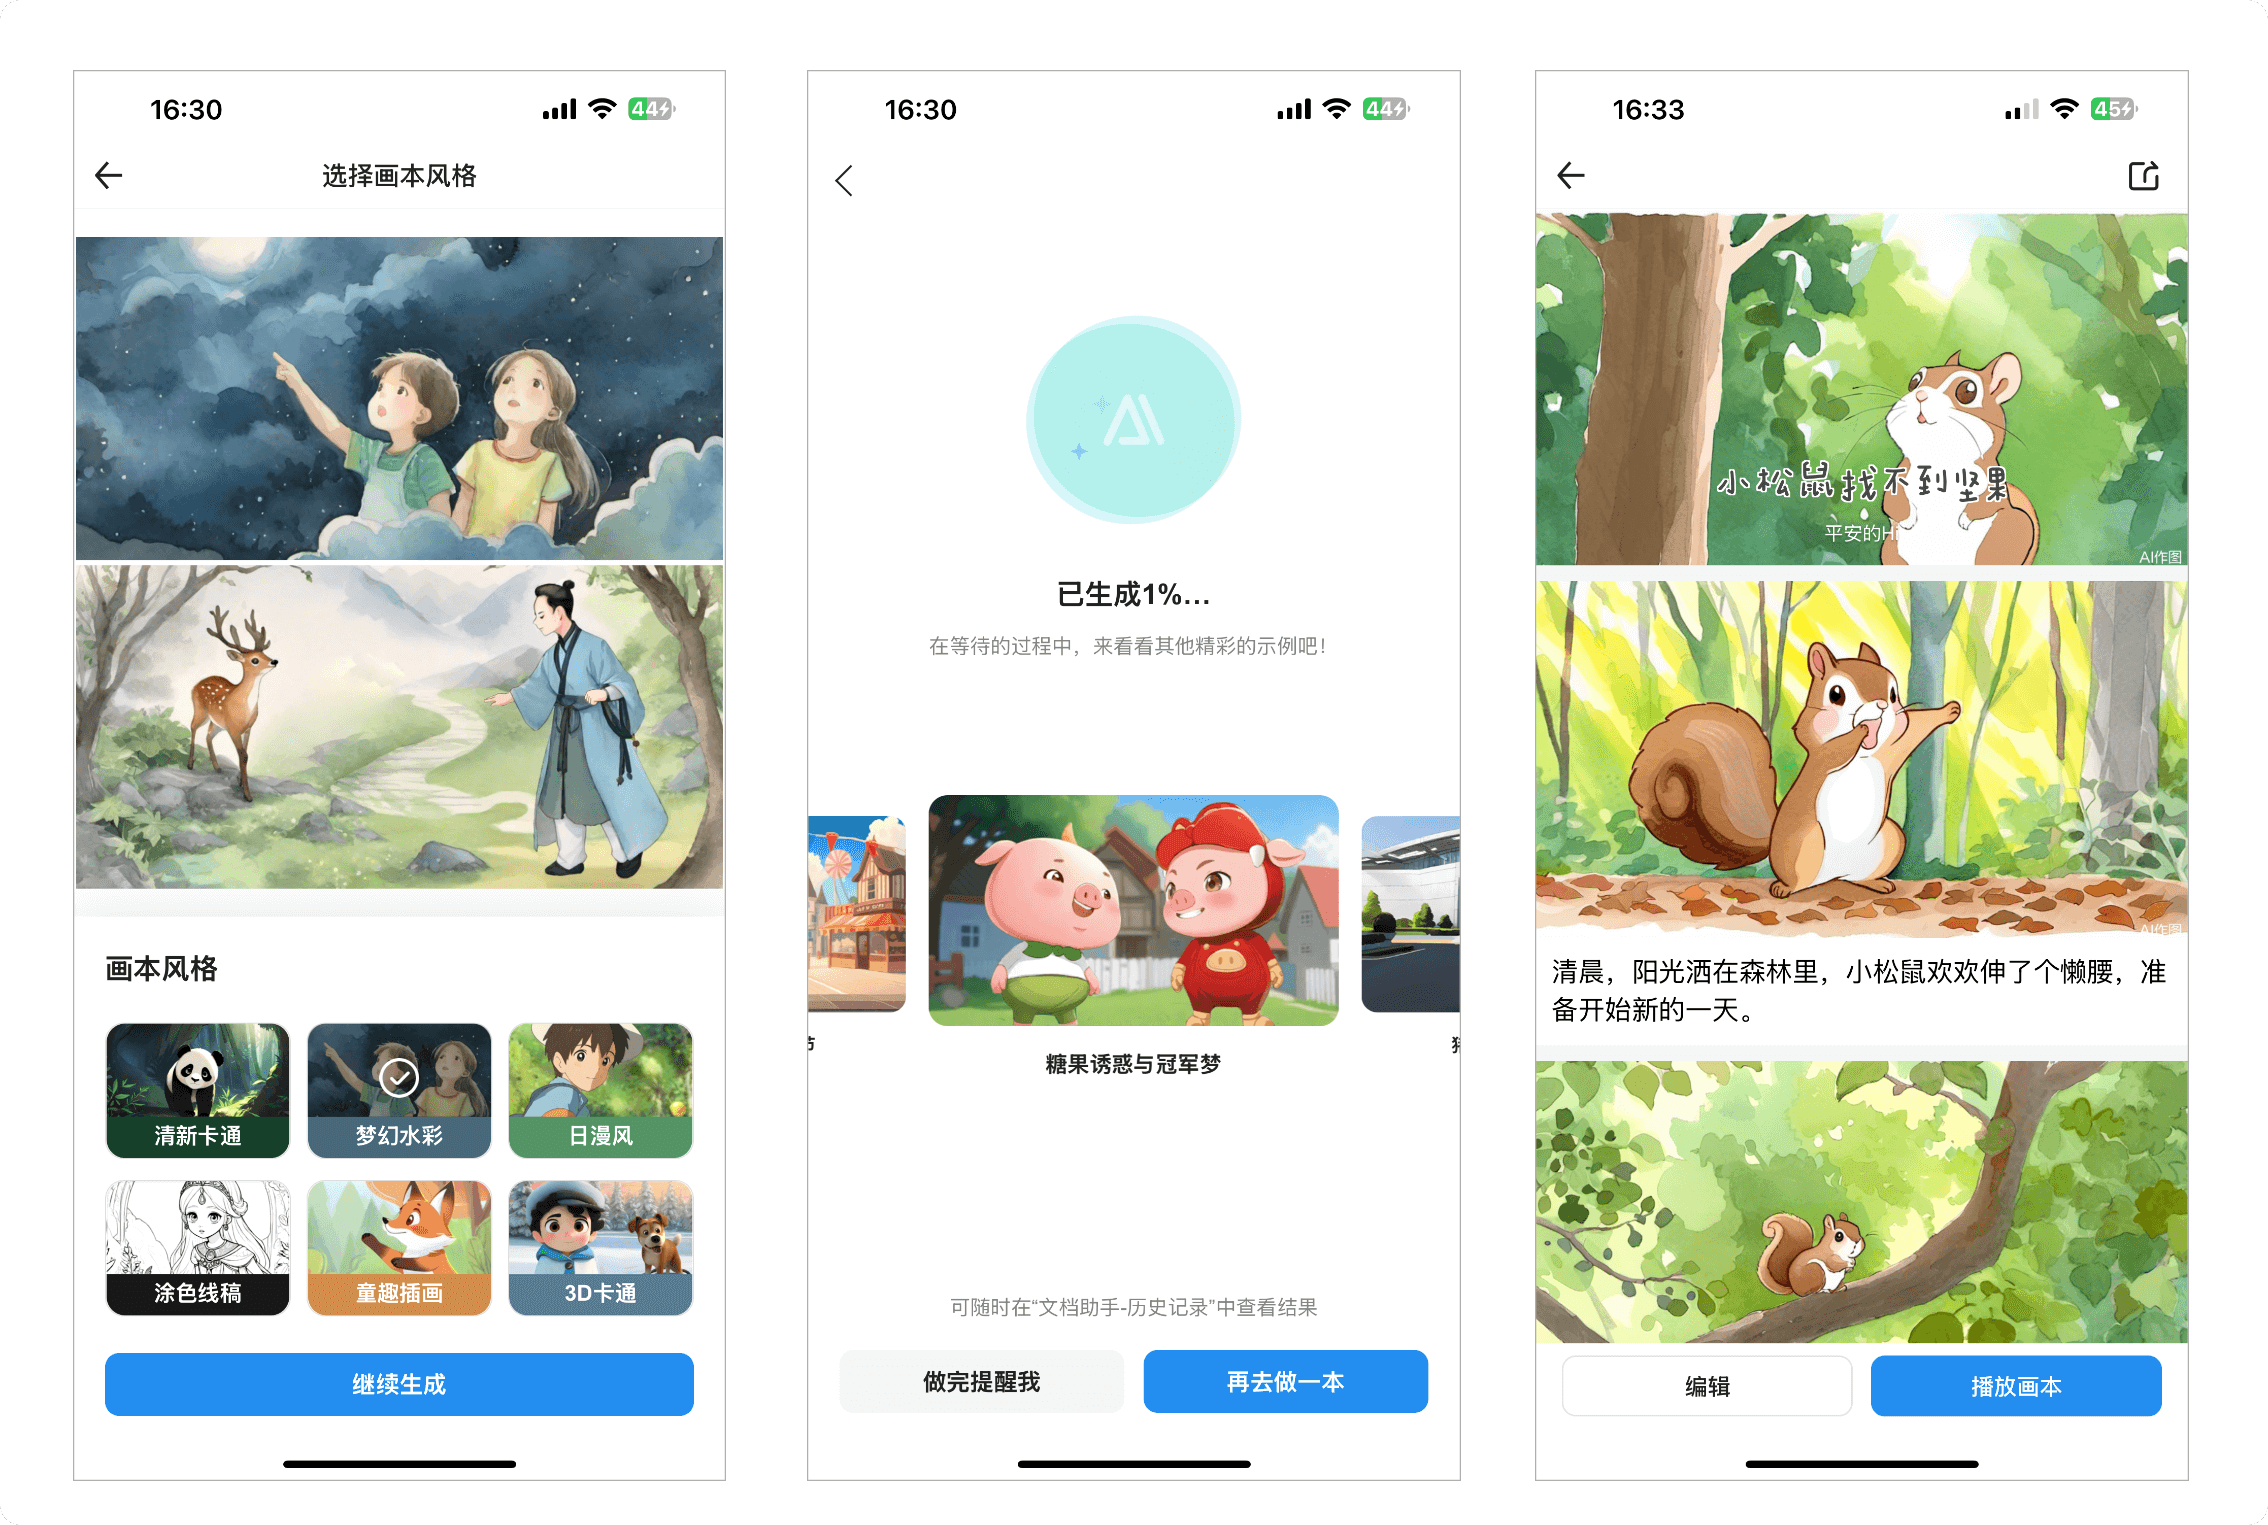 16:30
44
选择画本风格
画本风格
清新卡通
梦幻水彩
日漫风
涂色线稿
童趣插画
3D卡通
继续生成
16:30
44
已生成1%...
在等待的过程中，来看看其他精彩的示例吧！
糖果诱惑与冠军梦
可随时在“文档助手-历史记录”中查看结果
做完提醒我
再去做一本
16:33
45
小松鼠找不到坚果
平安的Hi
AI作图
AI作图
清晨，阳光洒在森林里，小松鼠欢欢伸了个懒腰，准
备开始新的一天。
编辑
播放画本